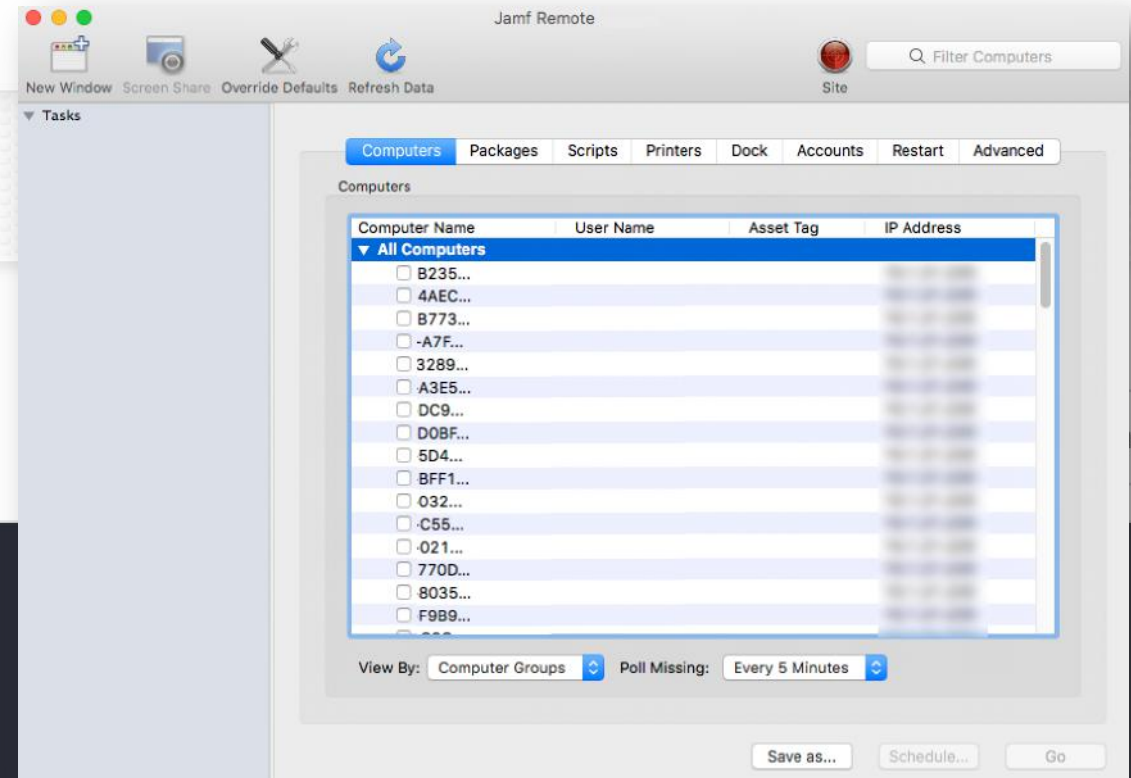 Jamf Remote
New Window Screen Share Override Defaults Refresh Data Site Filter Computers
Tasks
Computers Packages Scripts Printers Dock Accounts Restart Advanced
Computers
Computer Name User Name Asset Tag IP Address
All Computers
B235...
4AEC...
B773...
-A7F...
3289...
A3E5...
DC9...
D0BF...
5D4...
BFF1...
032...
C55...
021...
770D...
8035...
F9B9...
View By: Computer Groups Poll Missing: Every 5 Minutes
Save as... Schedule... Go